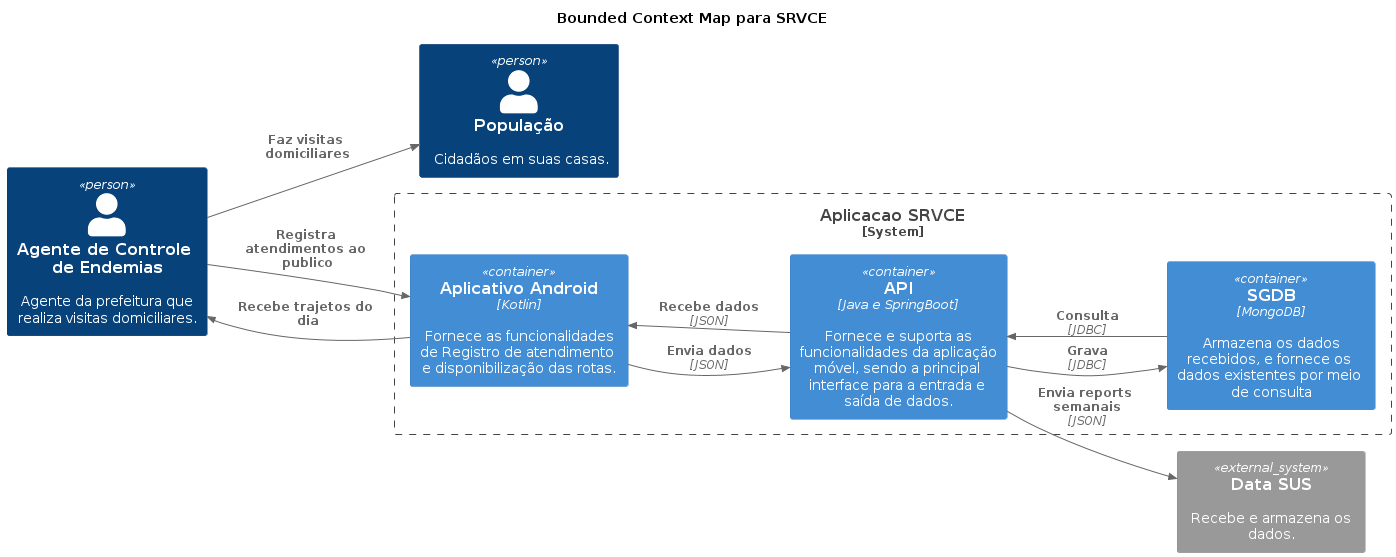 Bounded Context Map para SRVCE
«person»
População
Cidadãos em suas casas.
Faz visitas
domiciliares
«person»
Agente de Controle
de Endemias
Agente da prefeitura que
realiza visitas domiciliares.
Registra
atendimentos ao
publico
Recebe trajetos do
dia
Aplicacao SRVCE
[System]
«container»
Aplicativo Android
[Kotlin]
Fornece as funcionalidades
de Registro de atendimento
e disponibilização das rotas.
Recebe dados
[JSON]
Envia dados
[JSON]
«container»
API
[Java e SpringBoot]
Fornece e suporta as
funcionalidades da aplicação
móvel, sendo a principal
interface para a entrada e
saída de dados.
Consulta
[JDBC]
Grava
[JDBC]
Envia reports
semanais
[JSON]
«container»
SGDB
[MongoDB]
Armazena os dados
recebidos, e fornece os
dados existentes por meio
de consulta
«external_system»
Data SUS
Recebe e armazena os
dados.